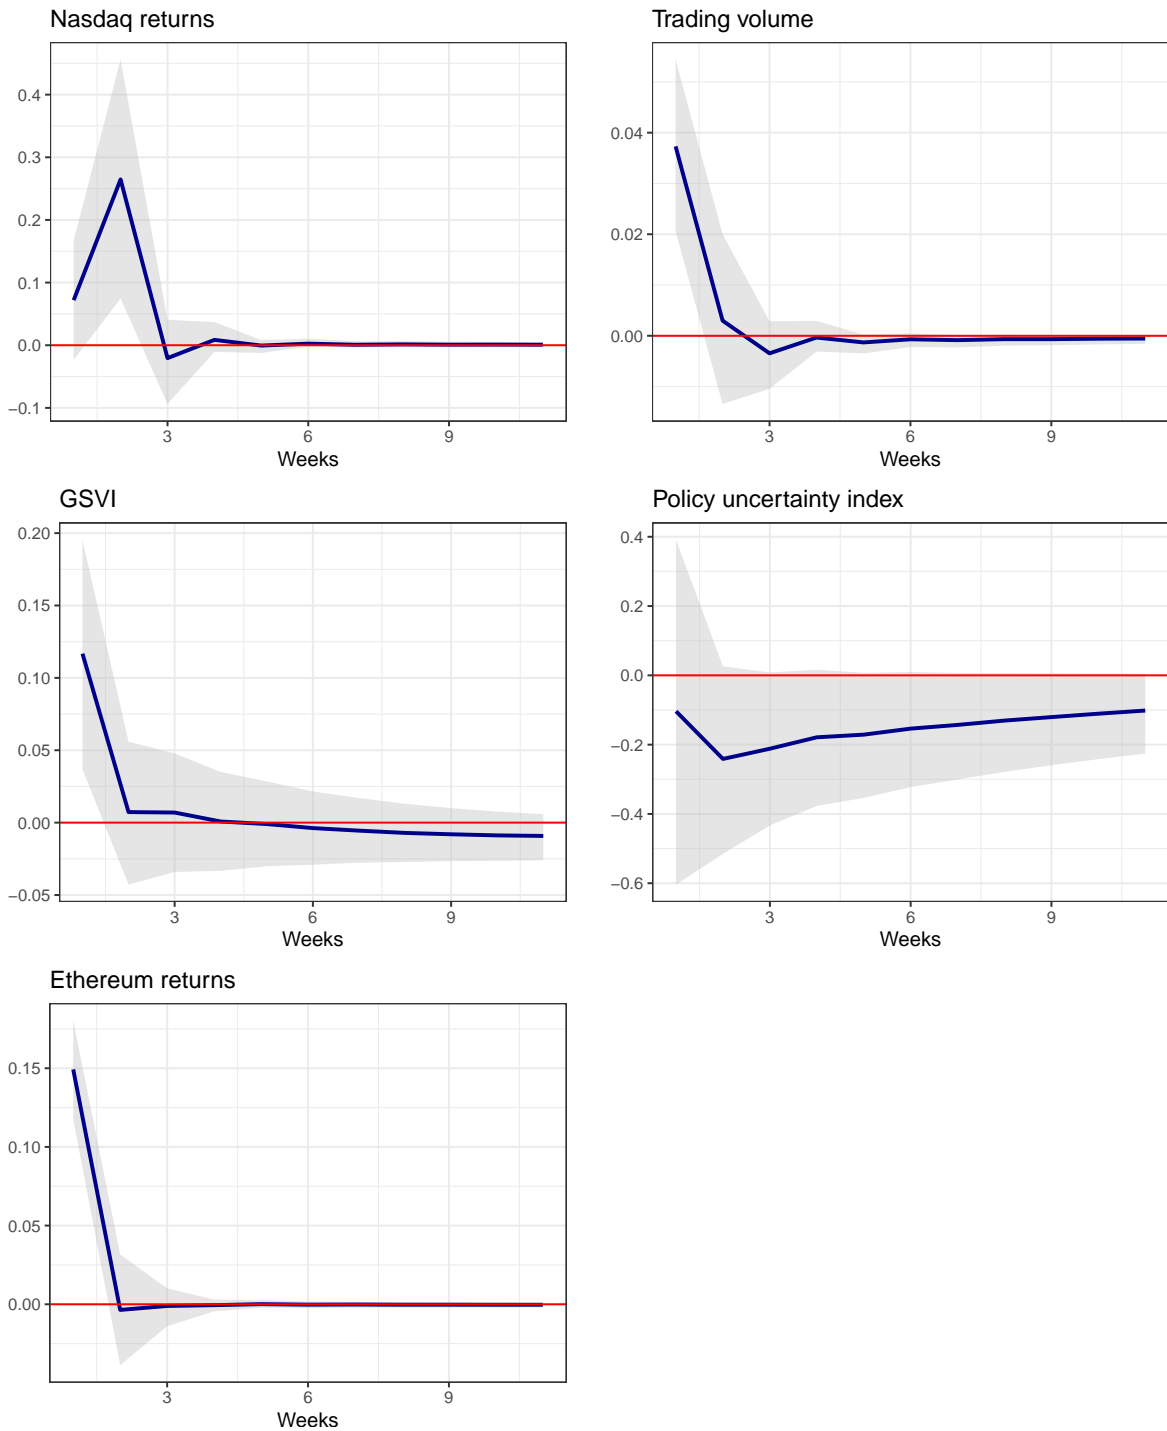 Nasdaq returns
0.4
0.3
0.2
0.1
0.0
−0.1
3 6 9
Weeks
Trading volume
0.04
0.02
0.00
3 6 9
Weeks
GSVI
0.20
0.15
0.10
0.05
0.00
−0.05
3 6 9
Weeks
Policy uncertainty index
0.4
0.2
0.0
−0.2
−0.4
−0.6
3 6 9
Weeks
Ethereum returns
0.15
0.10
0.05
0.00
3 6 9
Weeks